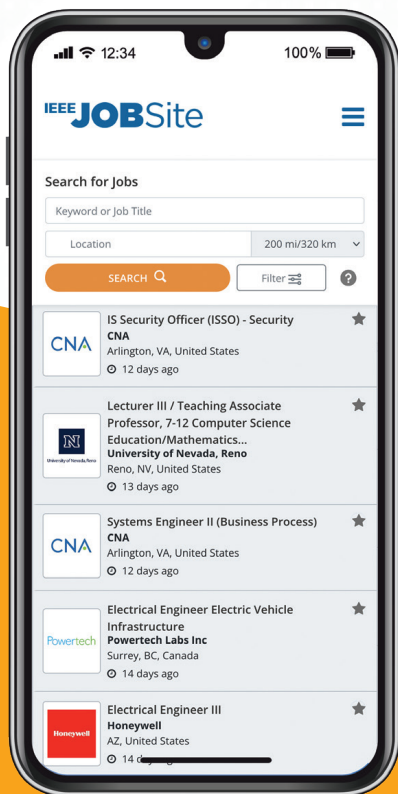 12:34
100%
IEEE JOBSite
Search for Jobs
Keyword or Job Title
Location
200 mi/320 km
SEARCH
Filter
?
IS Security Officer (ISSO) - Security
CNA
CNA
Arlington, VA, United States
12 days ago
Lecturer III / Teaching Associate
Professor, 7-12 Computer Science
Education/Mathematics...
N
University of Nevada, Reno
University of Nevada, Reno
Reno, NV, United States
13 days ago
Systems Engineer II (Business Process)
CNA
CNA
Arlington, VA, United States
12 days ago
Electrical Engineer Electric Vehicle
Infrastructure
Powertech
Powertech Labs Inc
Surrey, BC, Canada
14 days ago
Electrical Engineer III
Honeywell
Honeywell
AZ, United States
14 d